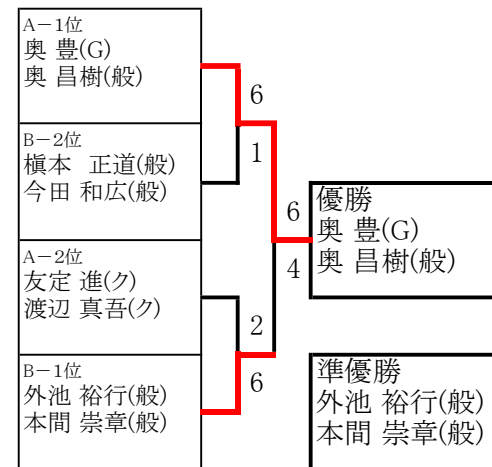 A－1位
奥 豊(G)
奥 昌樹(般)
B－2位
槇本 正道(般)
今田 和広(般)
A－2位
友定 進(ク)
渡辺 真吾(ク)
B－1位
外池 裕行(般)
本間 崇章(般)
6
1
2
6
6
4
優勝
奥 豊(G)
奥 昌樹(般)
準優勝
外池 裕行(般)
本間 崇章(般)